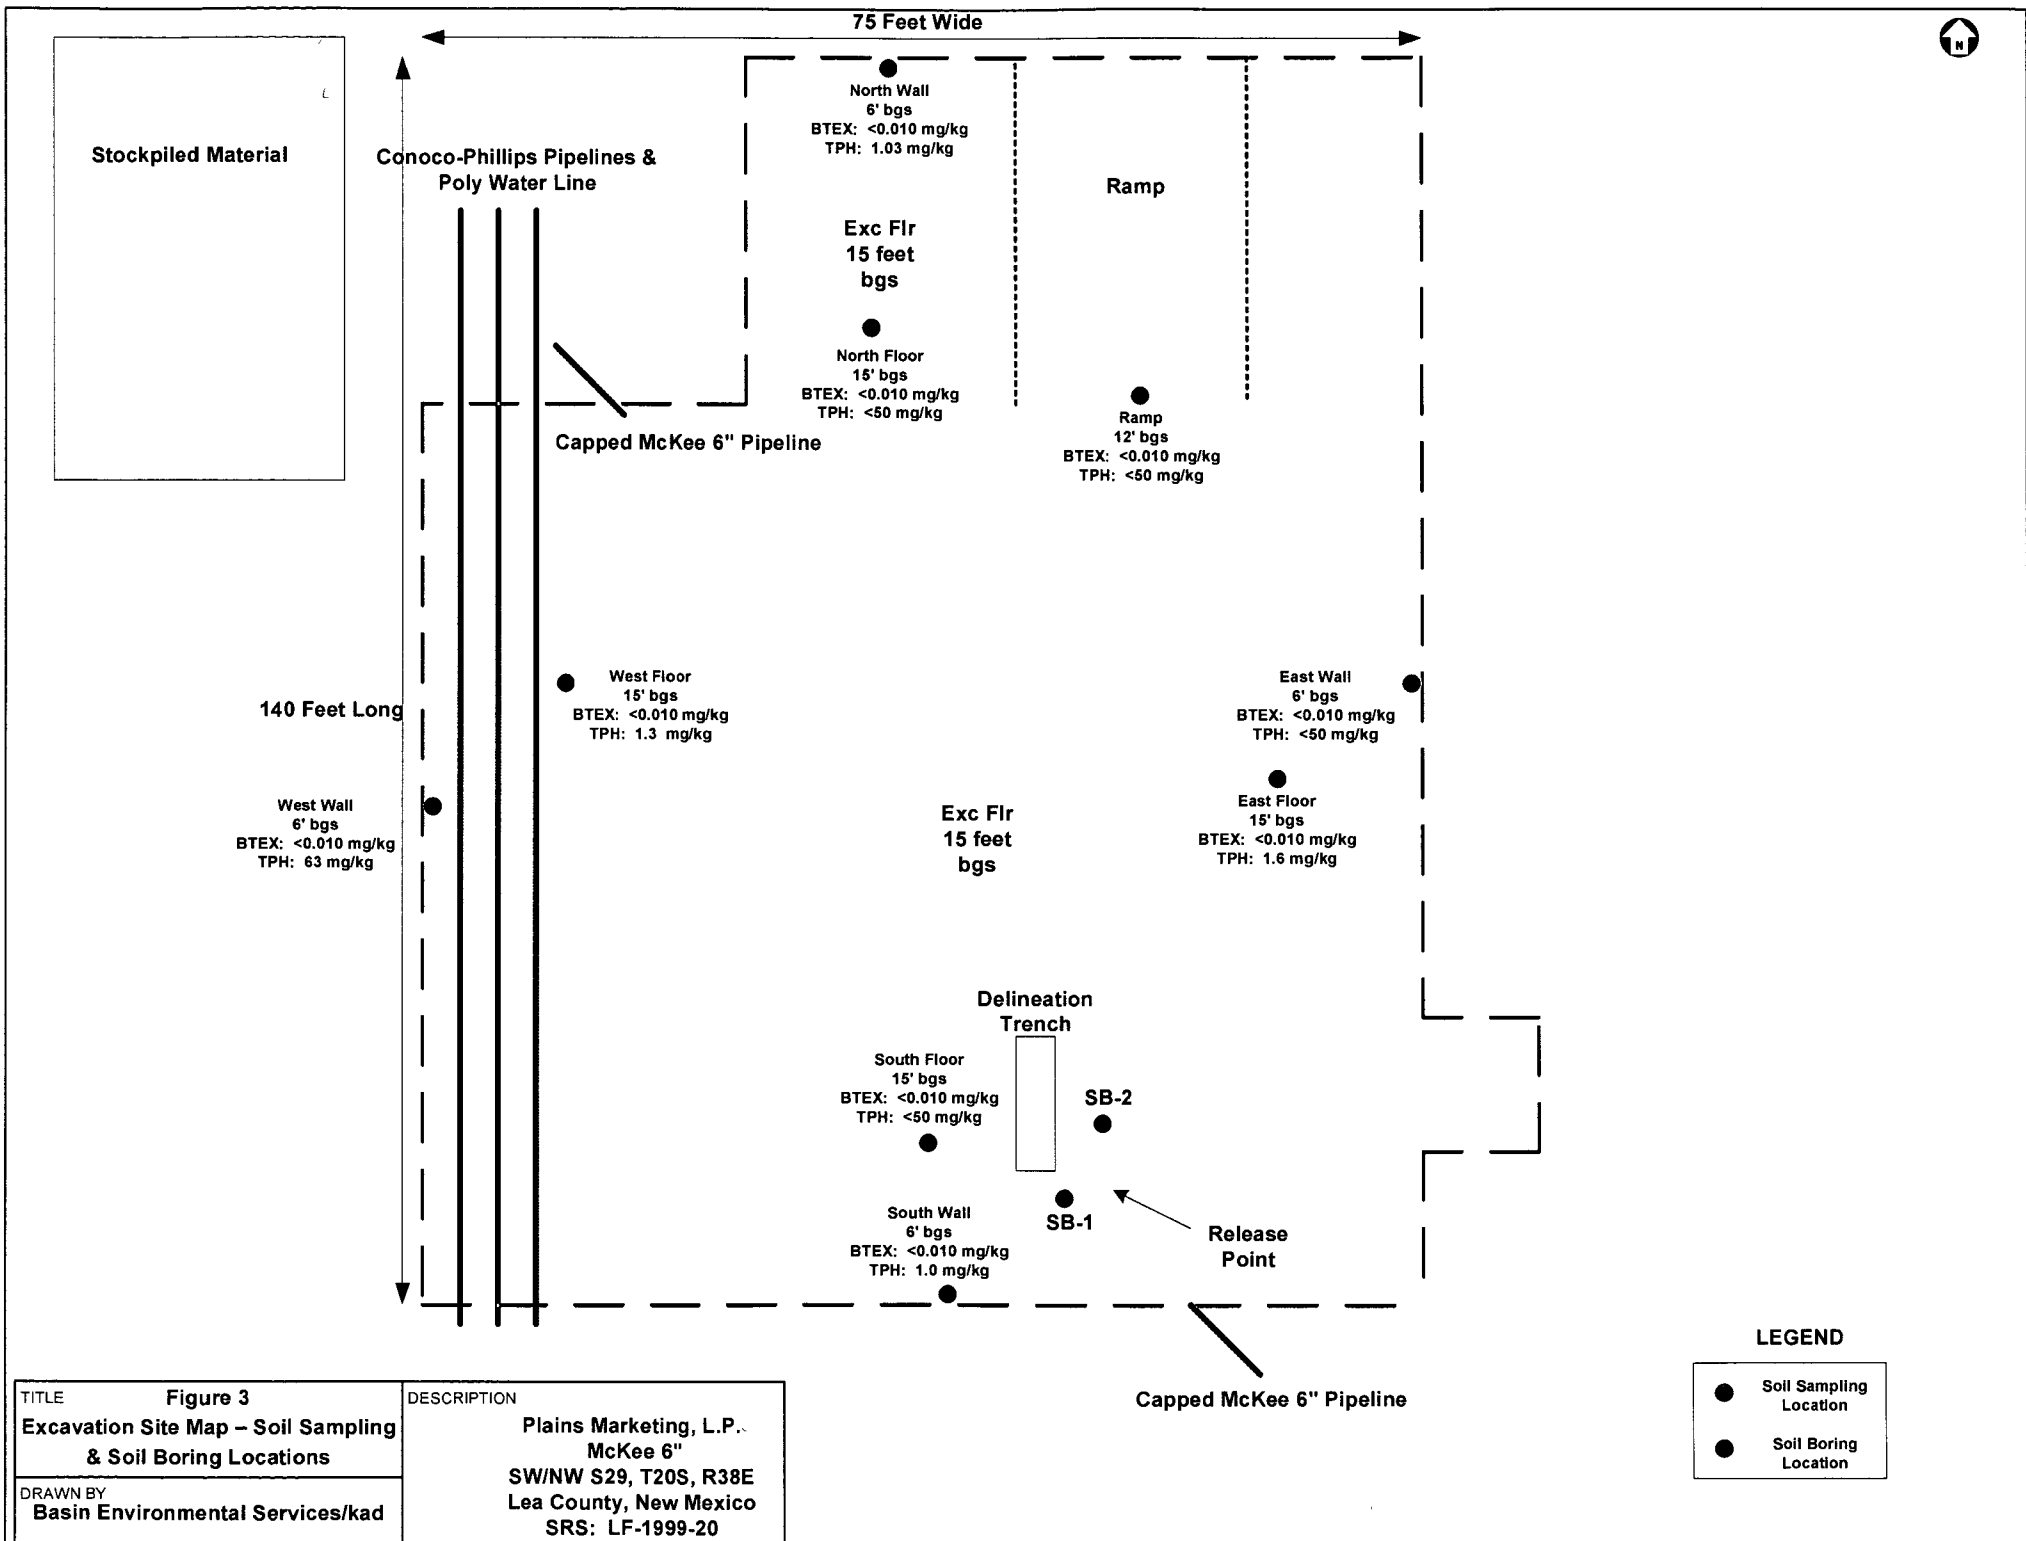 75 Feet Wide
N
Stockpiled Material
Conoco-Phillips Pipelines &
Poly Water Line
North Wall
6' bgs
BTEX: <0.010 mg/kg
TPH: 1.03 mg/kg
Ramp
Exc Flr
15 feet
bgs
North Floor
15' bgs
BTEX: <0.010 mg/kg
TPH: <50 mg/kg
Ramp
12' bgs
BTEX: <0.010 mg/kg
TPH: <50 mg/kg
Capped McKee 6" Pipeline
140 Feet Long
West Floor
15' bgs
BTEX: <0.010 mg/kg
TPH: 1.3 mg/kg
East Wall
6' bgs
BTEX: <0.010 mg/kg
TPH: <50 mg/kg
West Wall
6' bgs
BTEX: <0.010 mg/kg
TPH: 63 mg/kg
Exc Flr
15 feet
bgs
East Floor
15' bgs
BTEX: <0.010 mg/kg
TPH: 1.6 mg/kg
Delineation
Trench
South Floor
15' bgs
BTEX: <0.010 mg/kg
TPH: <50 mg/kg
SB-2
SB-1
South Wall
6' bgs
BTEX: <0.010 mg/kg
TPH: 1.0 mg/kg
Release
Point
Capped McKee 6" Pipeline
LEGEND
Soil Sampling
Location
Soil Boring
Location
TITLE
Figure 3
Excavation Site Map – Soil Sampling
& Soil Boring Locations
DRAWN BY
Basin Environmental Services/kad
DESCRIPTION
Plains Marketing, L.P.
McKee 6"
SW/NW S29, T20S, R38E
Lea County, New Mexico
SRS: LF-1999-20